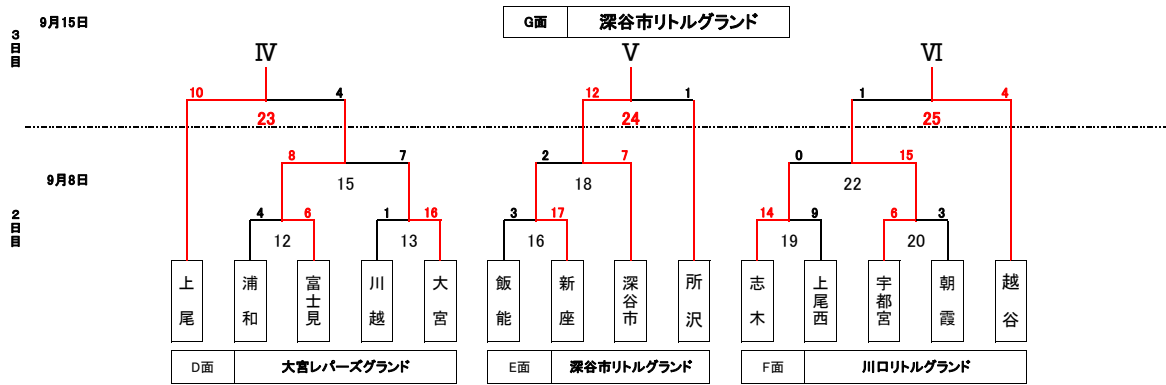 9月15日
G面 深谷市リトルグランド
3日目
Ⅳ Ⅴ Ⅵ
10 4 12 1 1 4
23 24 25
8 7 2 7 0 15
9月8日
15 18 22
2日目
4 6 1 16 3 17 14 9 6 3
12 13 16 19 20
上尾 浦和 富士見 川越 大宮 飯能 新座 深谷市 所沢 志木 上尾西 宇都宮 朝霞 越谷
D面 大宮レパーズグランド E面 深谷市リトルグランド F面 川口リトルグランド